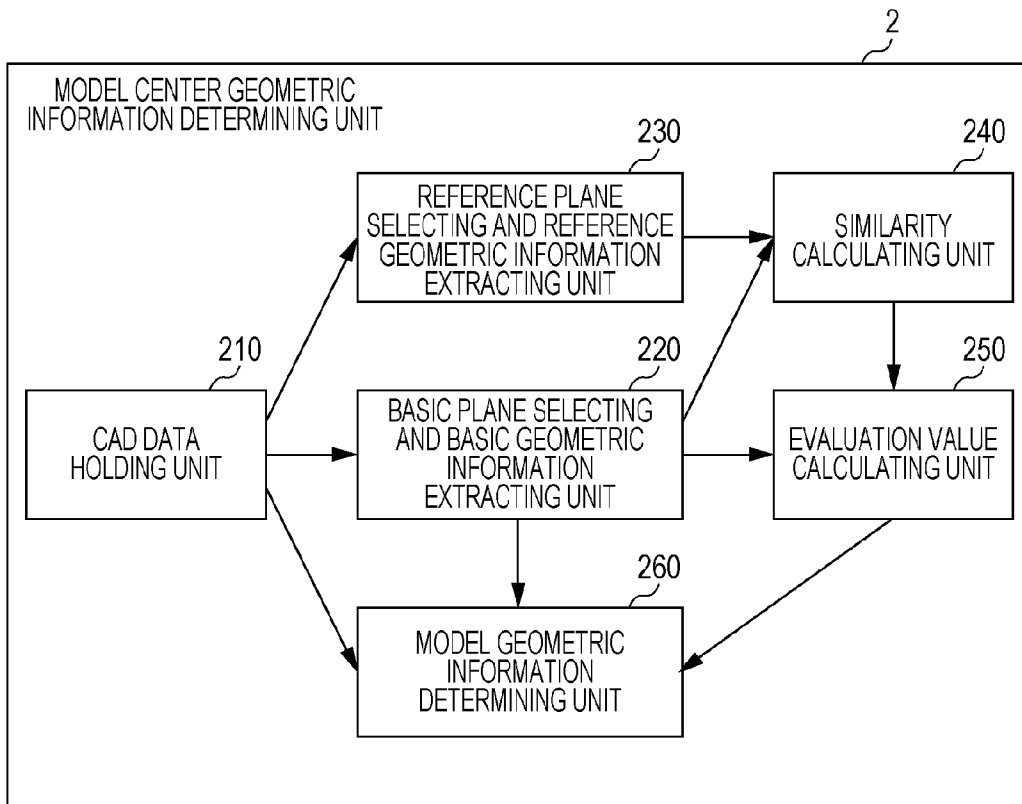 2
MODEL CENTER GEOMETRIC
INFORMATION DETERMINING UNIT
230
REFERENCE PLANE
SELECTING AND REFERENCE
GEOMETRIC INFORMATION
EXTRACTING UNIT
240
SIMILARITY
CALCULATING UNIT
210
CAD DATA
HOLDING UNIT
220
BASIC PLANE SELECTING
AND BASIC GEOMETRIC
INFORMATION
EXTRACTING UNIT
250
EVALUATION VALUE
CALCULATING UNIT
260
MODEL GEOMETRIC
INFORMATION
DETERMINING UNIT